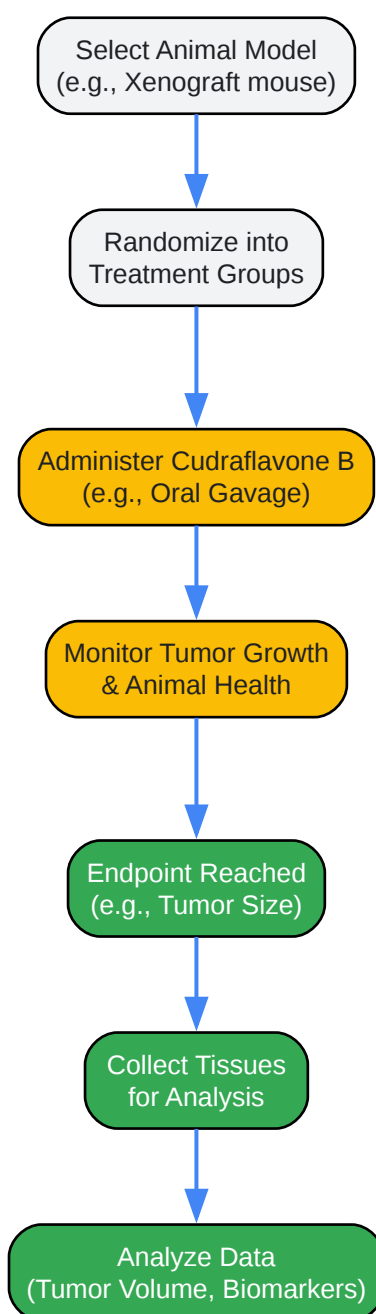 Select Animal Model
(e.g., Xenograft mouse)
Randomize into
Treatment Groups
Administer Cudraflavone B
(e.g., Oral Gavage)
Monitor Tumor Growth
& Animal Health
Endpoint Reached
(e.g., Tumor Size)
Collect Tissues
for Analysis
Analyze Data
(Tumor Volume, Biomarkers)